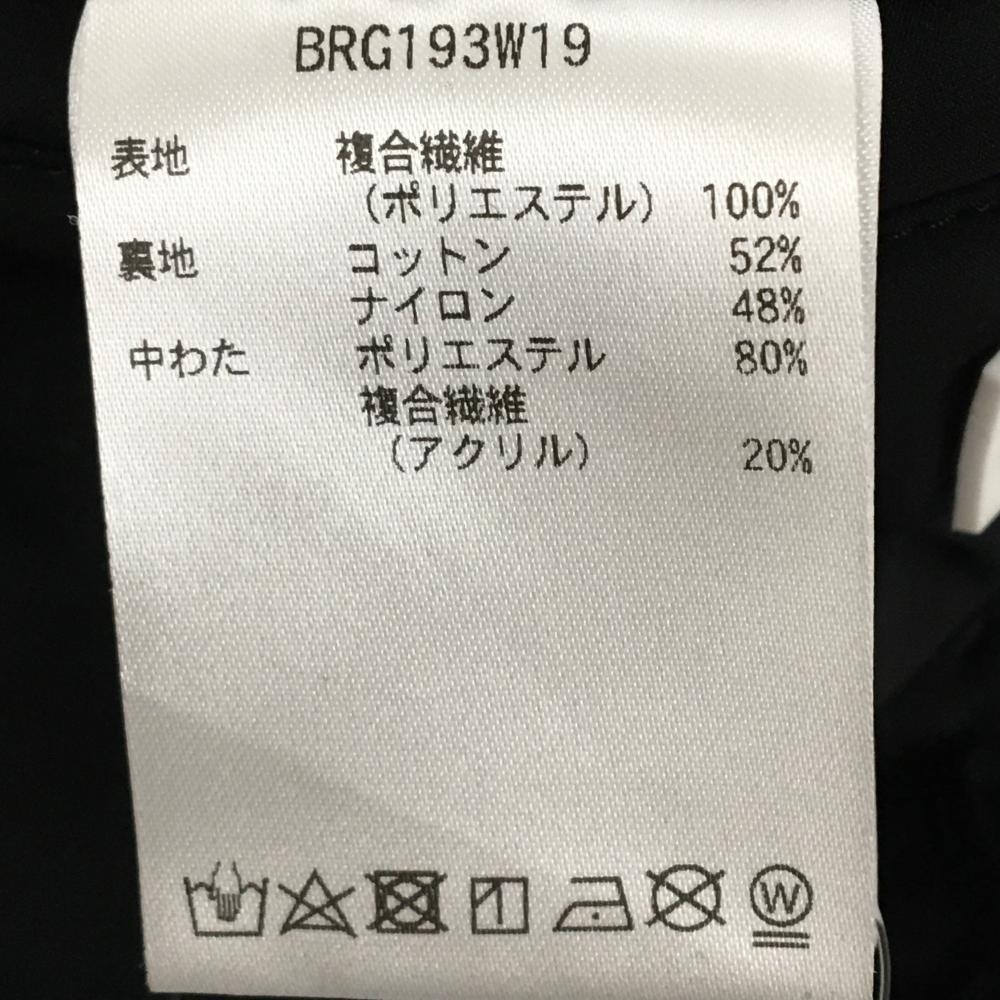 BRG193W19
表地 複合繊維
（ポリエステル） 100%
裏地 コットン 52%
ナイロン 48%
中わた ポリエステル 80%
複合繊維
（アクリル） 20%
W